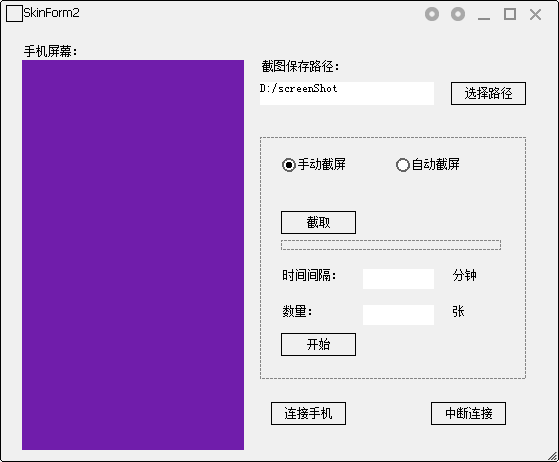 SkinForm2
手机屏幕：
截图保存路径：
D:/screenShot
选择路径
手动截屏
自动截屏
截取
时间间隔：
分钟
数量：
张
开始
连接手机
中断连接